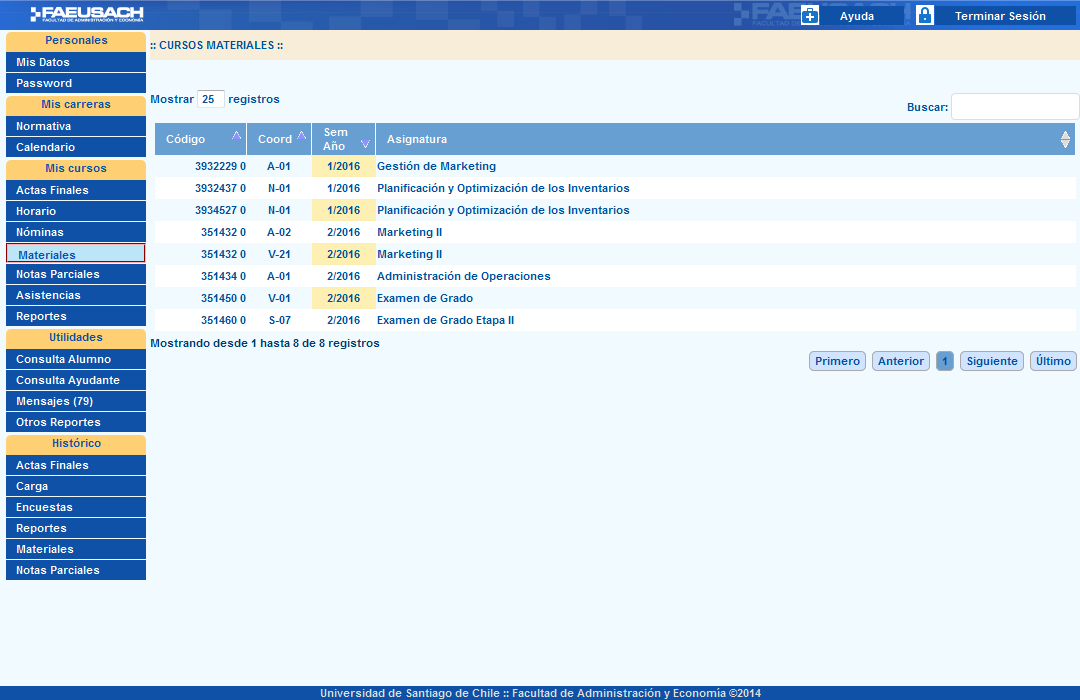 FAEUSACH
FACULTAD DE ADMINISTRACIÓN Y ECONOMÍA
Ayuda
Terminar Sesión
Personales
Mis Datos
Password
Mis carreras
Normativa
Calendario
Mis cursos
Actas Finales
Horario
Nóminas
Materiales
Notas Parciales
Asistencias
Reportes
Utilidades
Consulta Alumno
Consulta Ayudante
Mensajes (79)
Otros Reportes
Histórico
Actas Finales
Carga
Encuestas
Reportes
Materiales
Notas Parciales
:: CURSOS MATERIALES ::
Mostrar 25 registros
Buscar:
Código Coord Sem Año Asignatura
3932229 0 A-01 1/2016 Gestión de Marketing
3932437 0 N-01 1/2016 Planificación y Optimización de los Inventarios
3934527 0 N-01 1/2016 Planificación y Optimización de los Inventarios
351432 0 A-02 2/2016 Marketing II
351432 0 V-21 2/2016 Marketing II
351434 0 A-01 2/2016 Administración de Operaciones
351450 0 V-01 2/2016 Examen de Grado
351460 0 S-07 2/2016 Examen de Grado Etapa II
Mostrando desde 1 hasta 8 de 8 registros
Primero Anterior 1 Siguiente Último
Universidad de Santiago de Chile :: Facultad de Administración y Economía ©2014